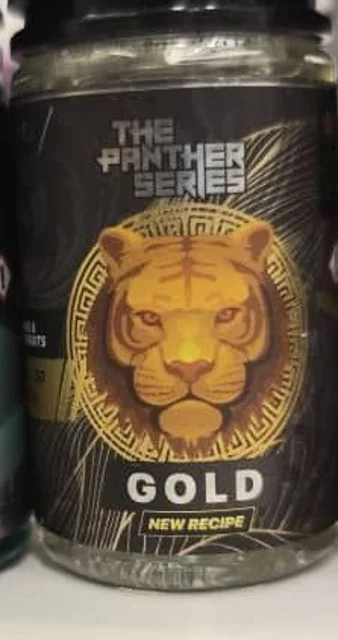 THE
PANTHER
SERIES
GOLD
NEW RECIPE